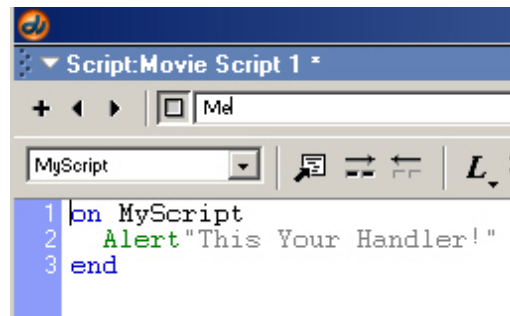 Script:Movie Script 1 *
Me
MyScript
L
1 on MyScript
2 Alert"This Your Handler!"
3 end